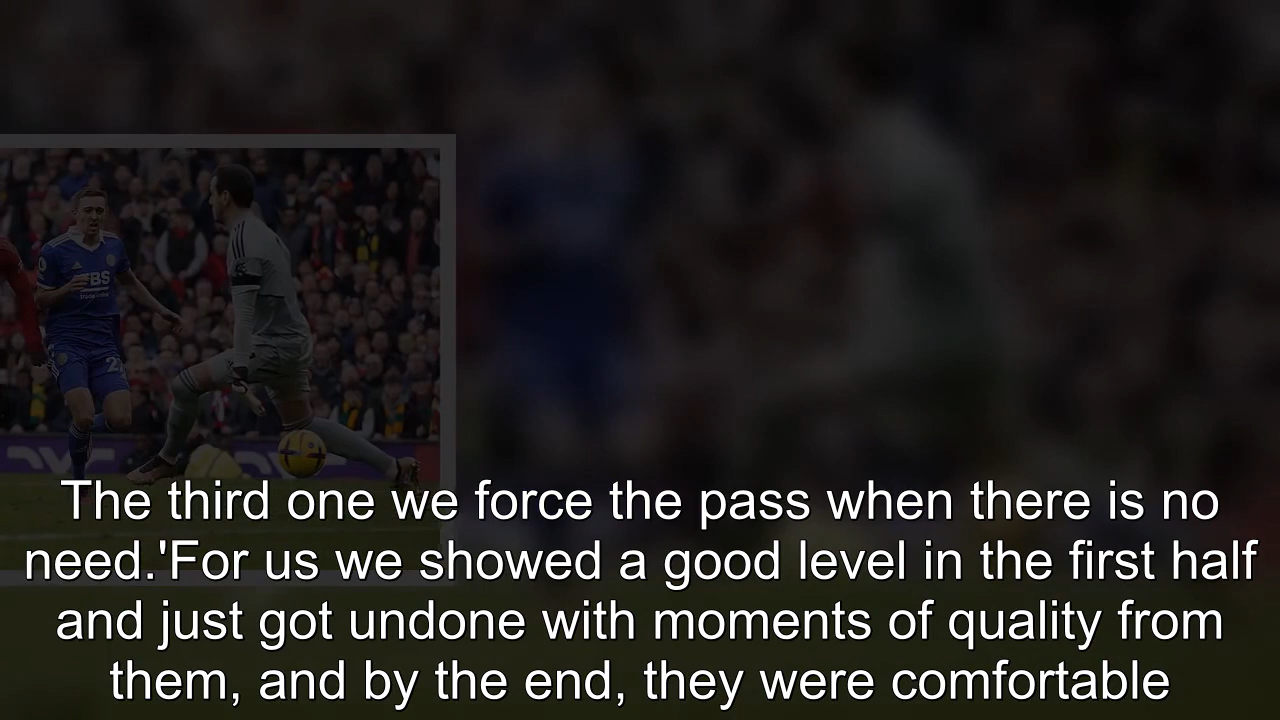 FBS
2
The third one we force the pass when there is no
need.'For us we showed a good level in the first half
and just got undone with moments of quality from
them, and by the end, they were comfortable